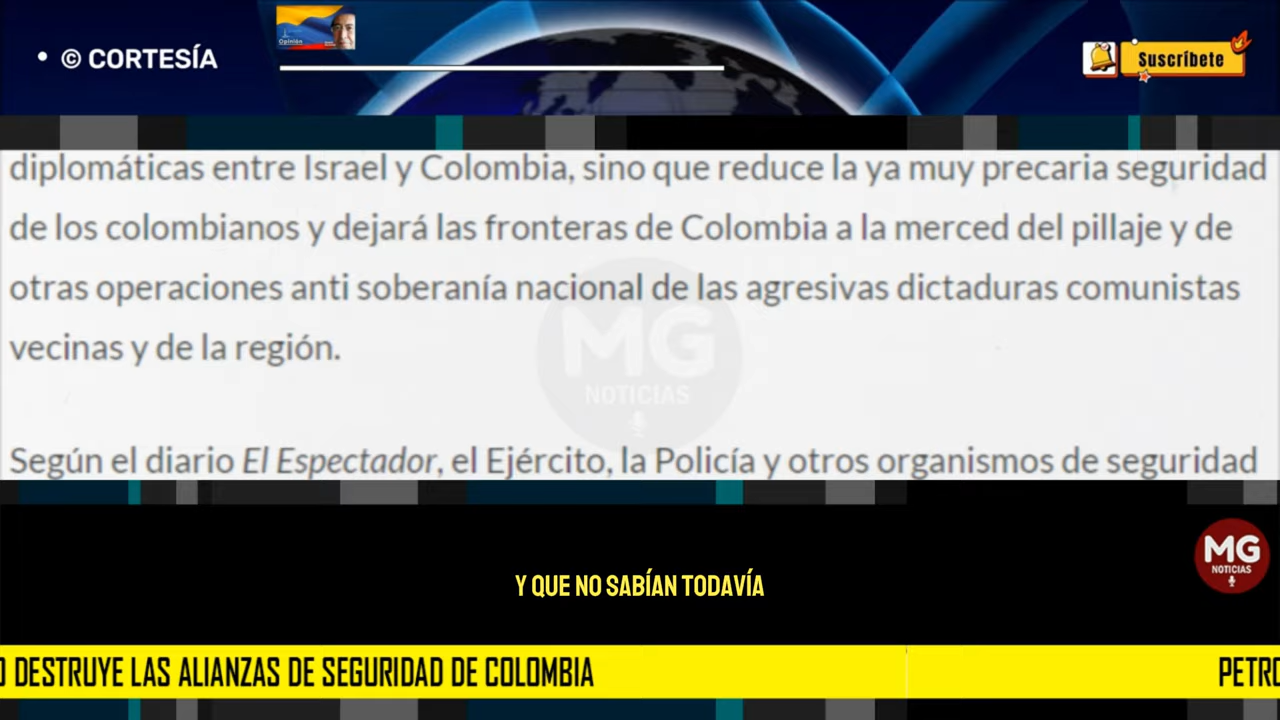 • © CORTESÍA
Opinión
Suscríbete
diplomáticas entre Israel y Colombia, sino que reduce la ya muy precaria seguridad
de los colombianos y dejará las fronteras de Colombia a la merced del pillaje y de
otras operaciones anti soberanía nacional de las agresivas dictaduras comunistas
vecinas y de la región.
MG
NOTICIAS
Según el diario El Espectador, el Ejército, la Policía y otros organismos de seguridad
MG
NOTICIAS
Y QUE NO SABÍAN TODAVÍA
O DESTRUYE LAS ALIANZAS DE SEGURIDAD DE COLOMBIA
PETRO